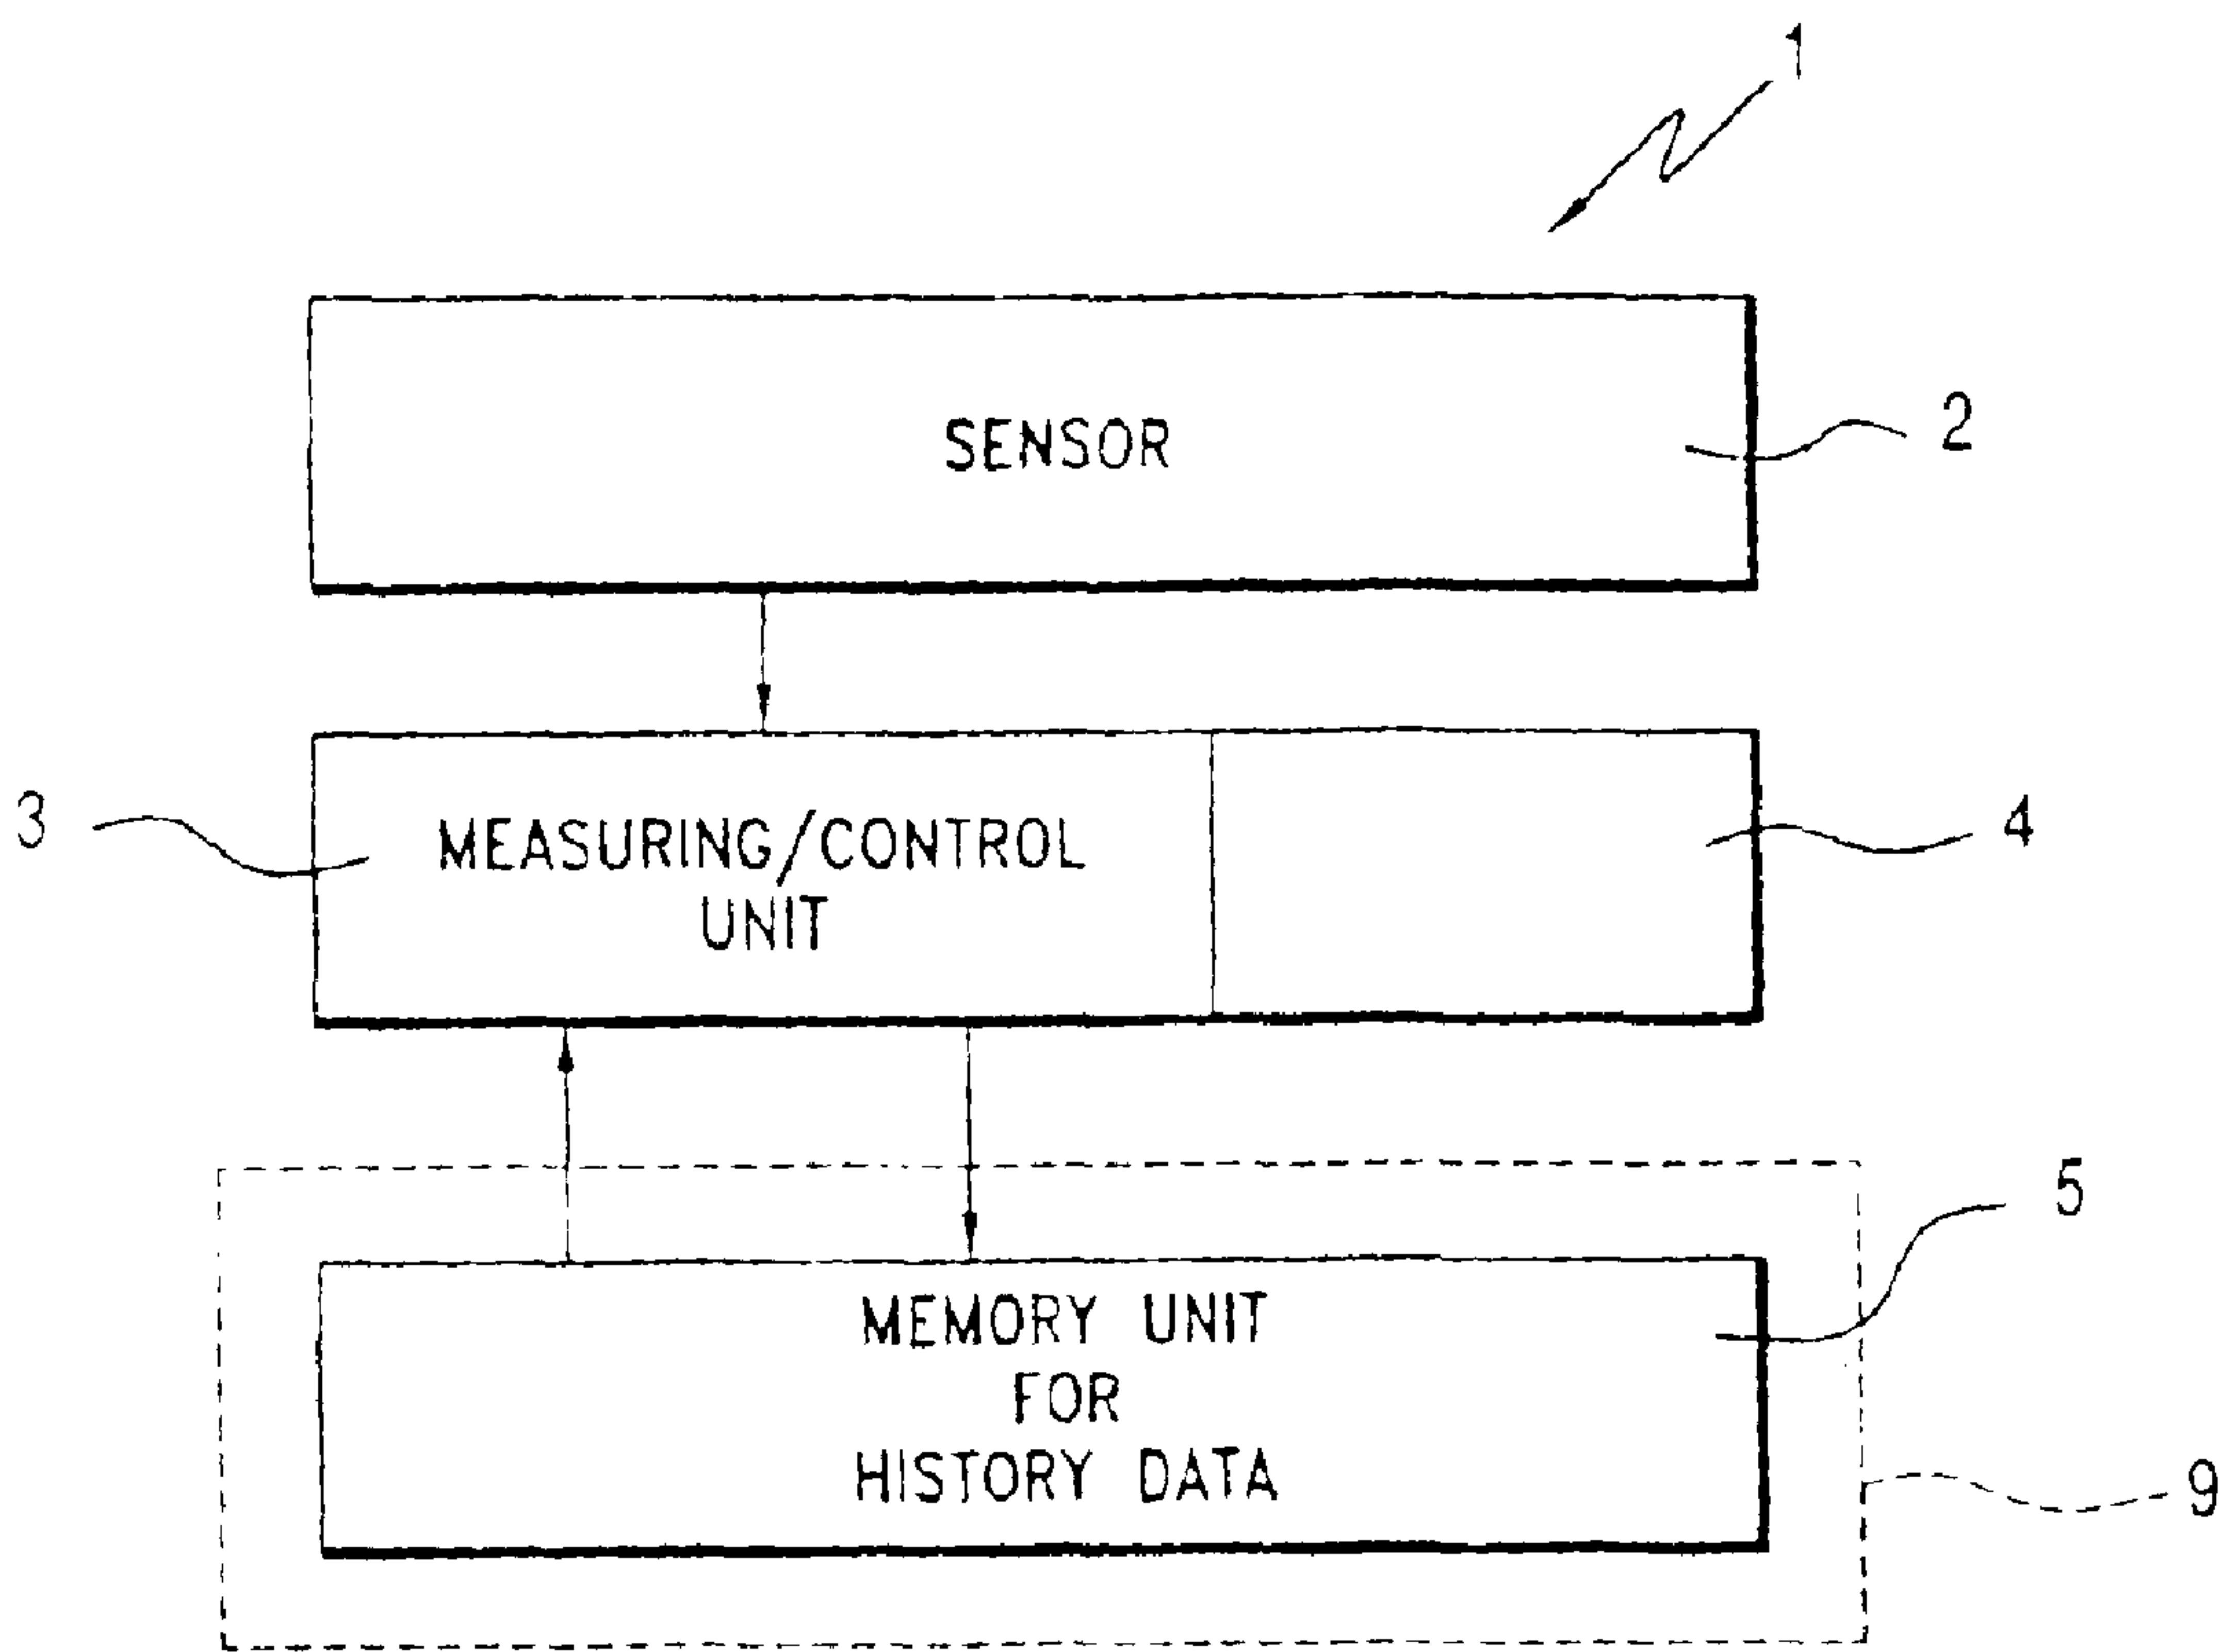 1
SENSOR
2
3
MEASURING/CONTROL
UNIT
4
5
MEMORY UNIT
FOR
HISTORY DATA
9